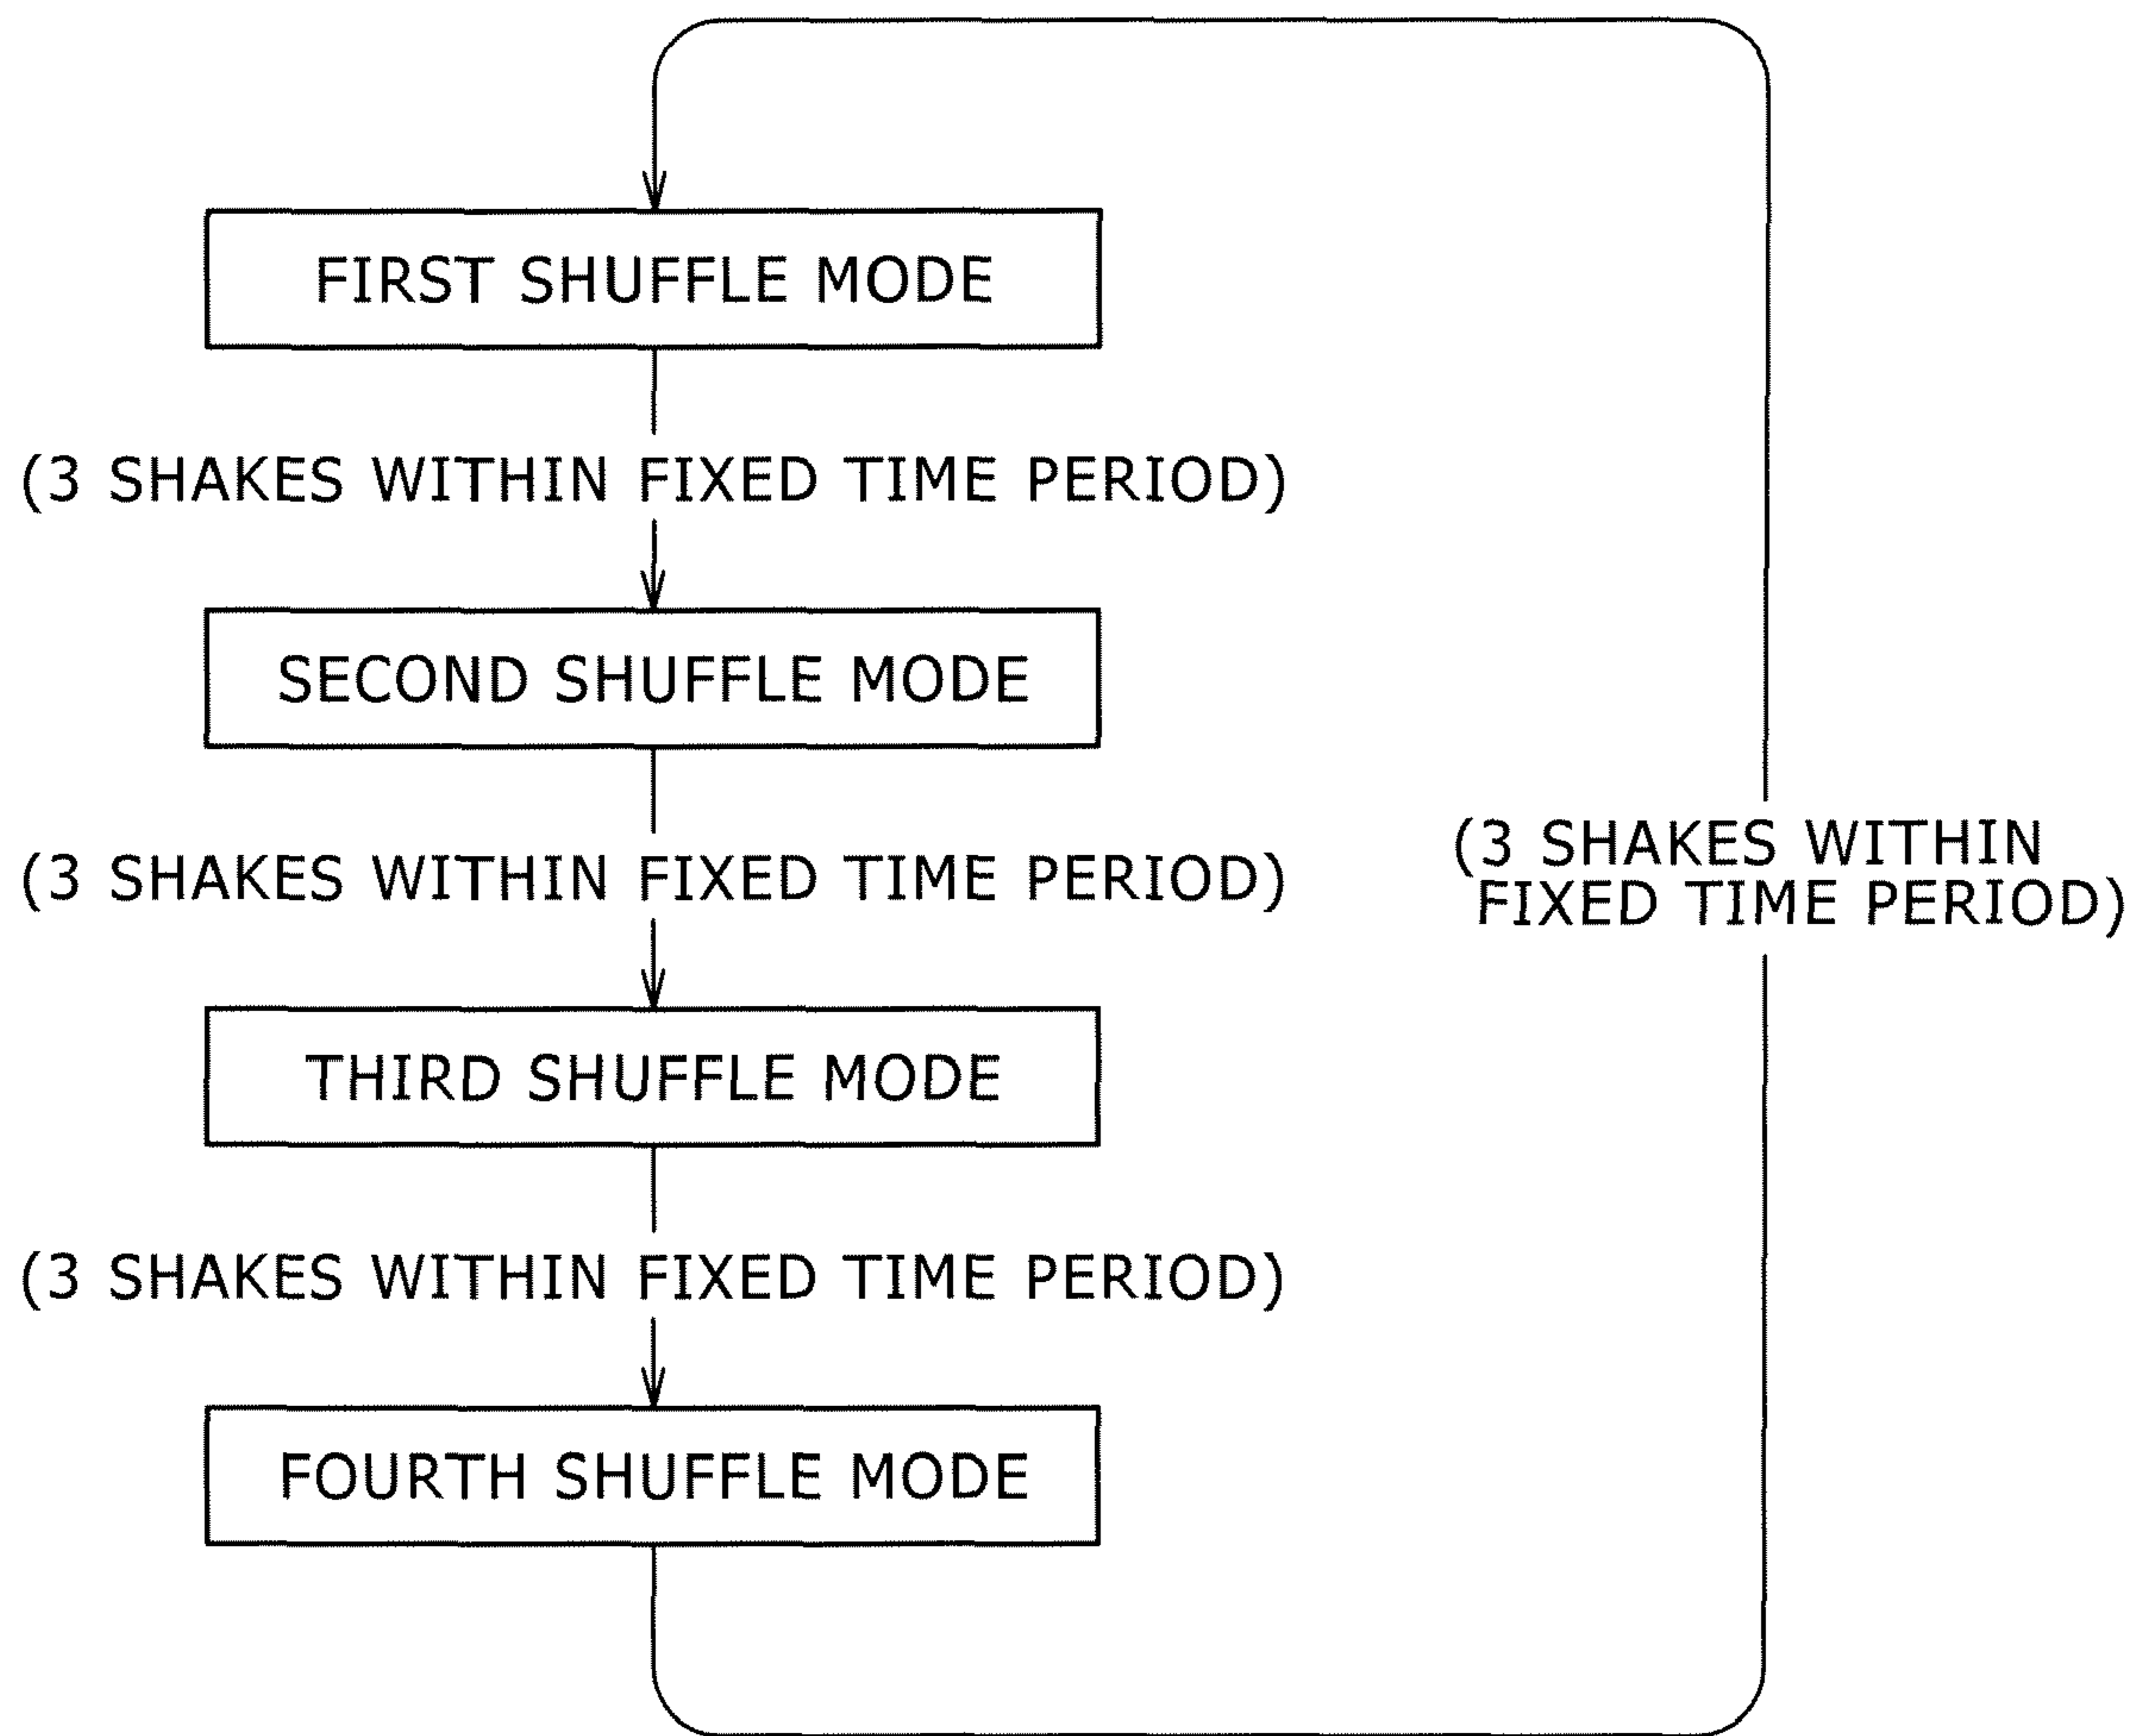 FIRST SHUFFLE MODE
(3 SHAKES WITHIN FIXED TIME PERIOD)
SECOND SHUFFLE MODE
(3 SHAKES WITHIN FIXED TIME PERIOD)
THIRD SHUFFLE MODE
(3 SHAKES WITHIN FIXED TIME PERIOD)
FOURTH SHUFFLE MODE
(3 SHAKES WITHIN
FIXED TIME PERIOD)